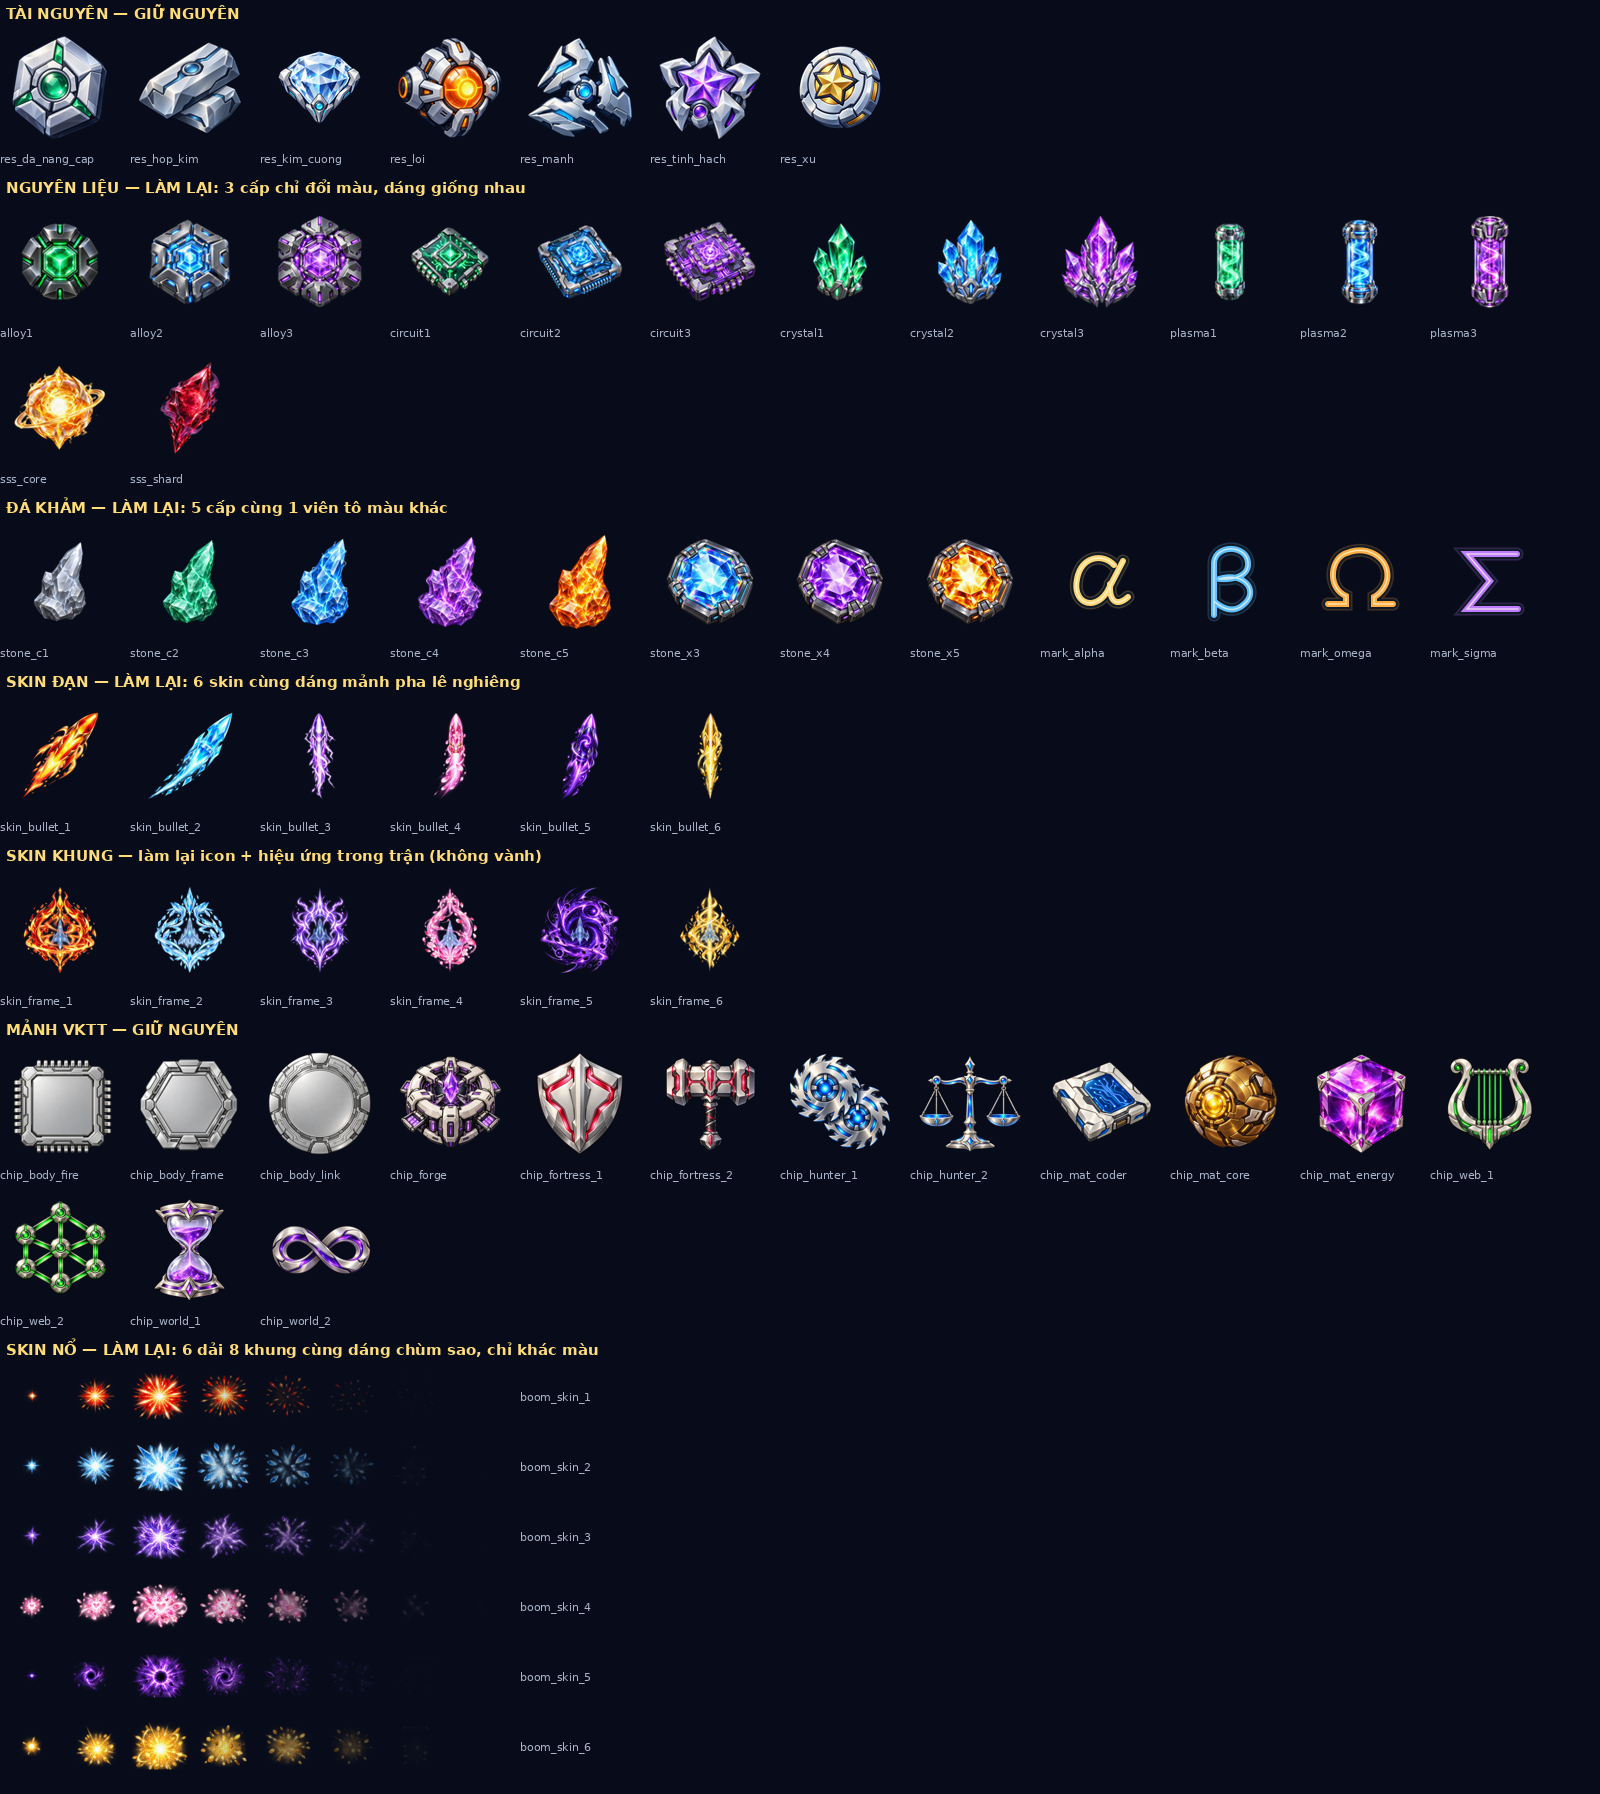 TÀI NGUYÊN — GIỮ NGUYÊN
res_da_nang_cap res_hop_kim res_kim_cuong res_loi res_manh res_tinh_hach res_xu
NGUYÊN LIỆU — LÀM LẠI: 3 cấp chỉ đổi màu, dáng giống nhau
alloy1 alloy2 alloy3 circuit1 circuit2 circuit3 crystal1 crystal2 crystal3 plasma1 plasma2 plasma3
sss_core sss_shard
ĐÁ KHẢM — LÀM LẠI: 5 cấp cùng 1 viên tô màu khác
stone_c1 stone_c2 stone_c3 stone_c4 stone_c5 stone_x3 stone_x4 stone_x5 mark_alpha mark_beta mark_omega mark_sigma
SKIN ĐẠN — LÀM LẠI: 6 skin cùng dáng mảnh pha lê nghiêng
skin_bullet_1 skin_bullet_2 skin_bullet_3 skin_bullet_4 skin_bullet_5 skin_bullet_6
SKIN KHUNG — làm lại icon + hiệu ứng trong trận (không vành)
skin_frame_1 skin_frame_2 skin_frame_3 skin_frame_4 skin_frame_5 skin_frame_6
MẢNH VKTT — GIỮ NGUYÊN
chip_body_fire chip_body_frame chip_body_link chip_forge chip_fortress_1 chip_fortress_2 chip_hunter_1 chip_hunter_2 chip_mat_coder chip_mat_core chip_mat_energy chip_web_1
chip_web_2 chip_world_1 chip_world_2
SKIN NỔ — LÀM LẠI: 6 dải 8 khung cùng dáng chùm sao, chỉ khác màu
boom_skin_1
boom_skin_2
boom_skin_3
boom_skin_4
boom_skin_5
boom_skin_6